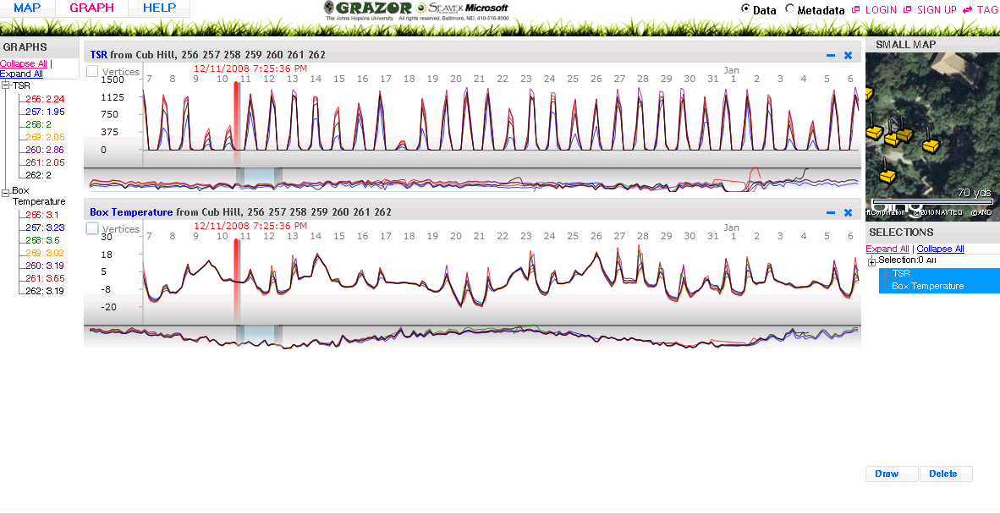 MAP GRAPH HELP
GRAZOR SEAVER Microsoft
The Johns Hopkins University All rights reserved. Baltimore, MD, 410-516-8000
Data Metadata LOGIN SIGN UP TAG
GRAPHS
Collapse All |
Expand All
TSR
256: 2.24
257: 1.95
258: 2
259: 2.05
260: 2.86
261: 2.05
262: 2
Box
Temperature
256: 3.1
257: 3.23
258: 3.5
259: 3.02
260: 3.19
261: 3.65
262: 3.19
TSR from Cub Hill, 256 257 258 259 260 261 262
12/11/2008 7:25:36 PM
Jan
Vertices
7 8 9 10 11 12 13 14 15 16 17 18 19 20 21 22 23 24 25 26 27 28 29 30 31 1 2 3 4 5 6
1500
1125
750
375
0
Box Temperature from Cub Hill, 256 257 258 259 260 261 262
12/11/2008 7:25:36 PM
Jan
Vertices
7 8 9 10 11 12 13 14 15 16 17 18 19 20 21 22 23 24 25 26 27 28 29 30 31 1 2 3 4 5 6
30
18
5
-8
-20
SMALL MAP
70 yds
bing
ft Corporation © 2010 NAVTEQ © AND
SELECTIONS
Expand All | Collapse All
Selection:0 All
TSR
Box Temperature
Draw Delete